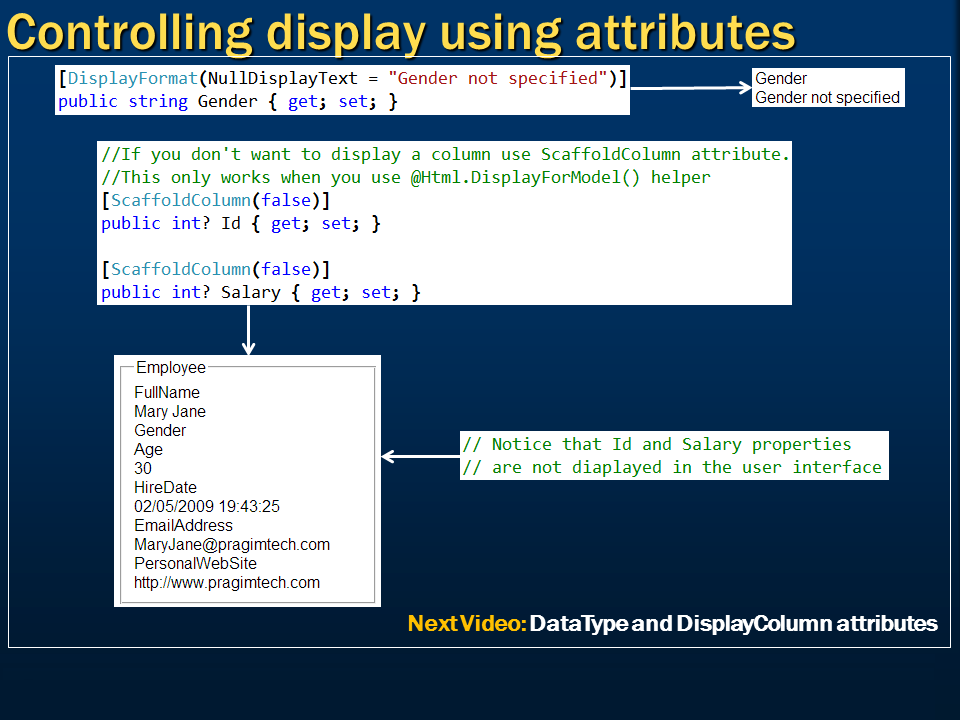 Controlling display using attributes
[DisplayFormat(NullDisplayText = "Gender not specified")]
public string Gender { get; set; }
Gender
Gender not specified
//If you don't want to display a column use ScaffoldColumn attribute.
//This only works when you use @Html.DisplayForModel() helper
[ScaffoldColumn(false)]
public int? Id { get; set; }
[ScaffoldColumn(false)]
public int? Salary { get; set; }
Employee
FullName
Mary Jane
Gender
Age
30
HireDate
02/05/2009 19:43:25
EmailAddress
MaryJane@pragimtech.com
PersonalWebSite
http://www.pragimtech.com
// Notice that Id and Salary properties
// are not diaplayed in the user interface
Next Video: DataType and DisplayColumn attributes